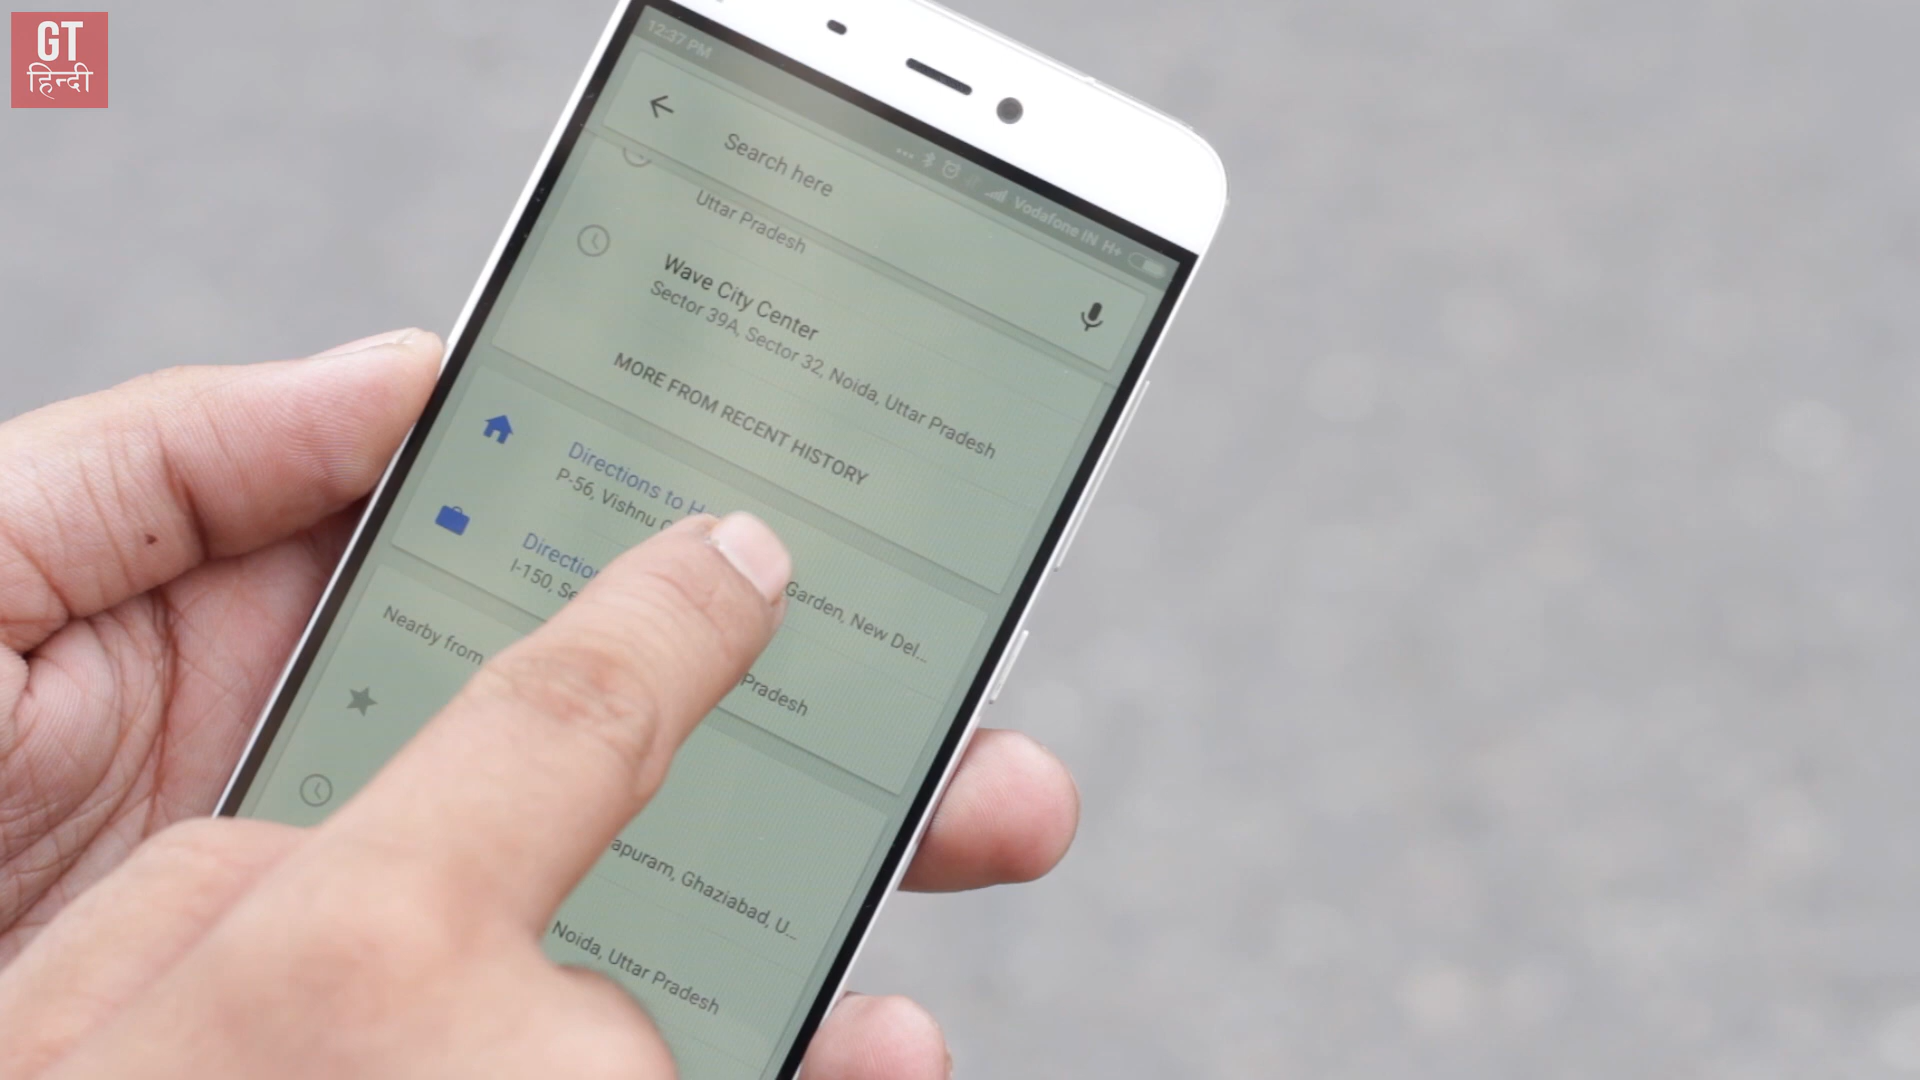 GT
हिन्दी
12:37 PM
Vodafone IN H+
Search here
Uttar Pradesh
Wave City Center
Sector 39A, Sector 32, Noida, Uttar Pradesh
MORE FROM RECENT HISTORY
Directions to
P-56, Vishnu Garden, New Del...
I-150, Pradesh
Nearby from
Ghaziabad, U...
Noida, Uttar Pradesh